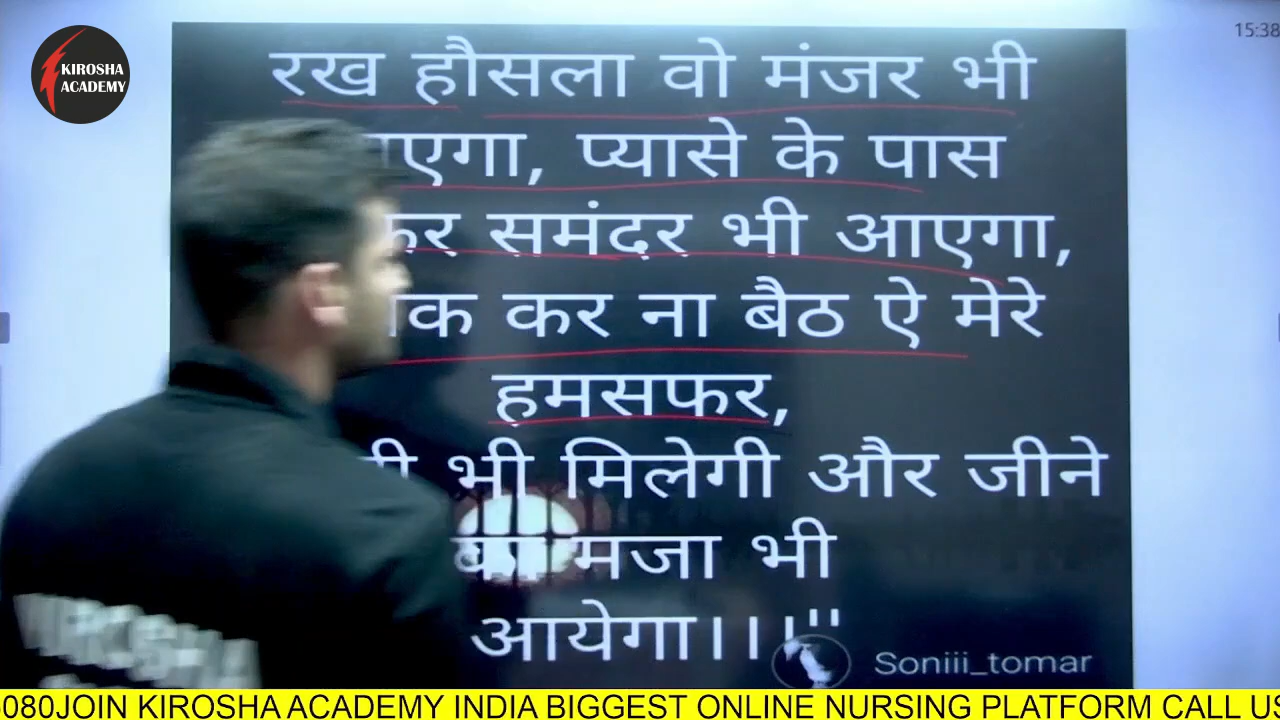 KIROSHA
ACADEMY
15:38
रख हौसला वो मंजर भी
प्यासे के पास
समंदर भी आएगा,
कर ना बैठ ऐ मेरे
हमसफर,
भी मिलेगी और जीने
मजा भी
आयेगा।।।''
Soniii_tomar
KIROSHA
080JOIN KIROSHA ACADEMY INDIA BIGGEST ONLINE NURSING PLATFORM CALL US